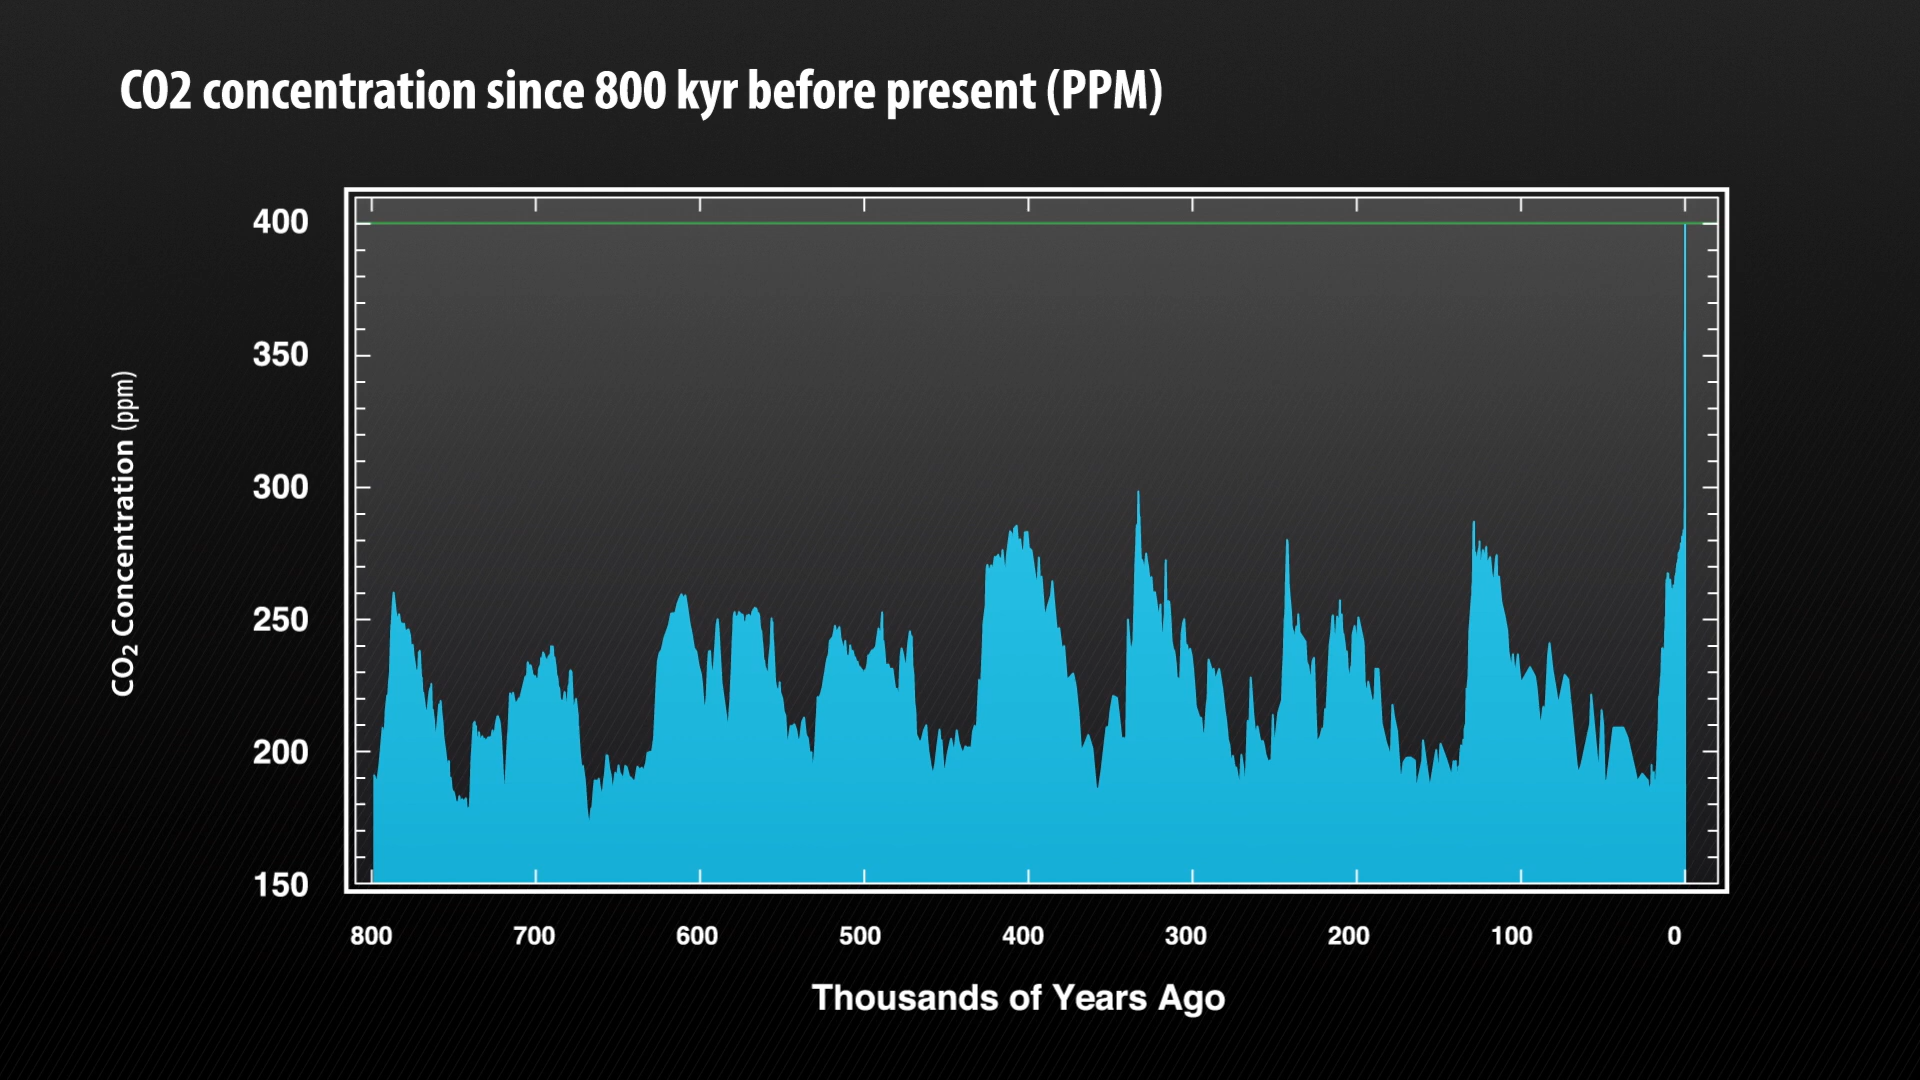 CO2 concentration since 800 kyr before present (PPM)
CO₂ Concentration (ppm)
400
350
300
250
200
150
800 700 600 500 400 300 200 100 0
Thousands of Years Ago